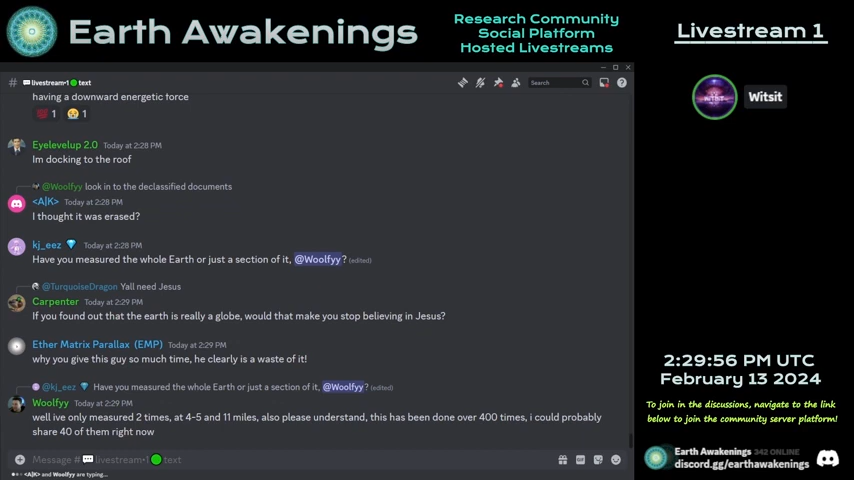 Earth Awakenings
Research Community
Social Platform
Hosted Livestreams
Livestream 1
# livestream-1 text
Search
having a downward energetic force
1 1
Eyelevelup 2.0 Today at 2:28 PM
Im docking to the roof
@Woolfyy look in to the declassified documents
<A|K> Today at 2:28 PM
I thought it was erased?
kj_eez Today at 2:28 PM
Have you measured the whole Earth or just a section of it, @Woolfyy? (edited)
@TurquoiseDragon Yall need Jesus
Carpenter Today at 2:29 PM
If you found out that the earth is really a globe, would that make you stop believing in Jesus?
Ether Matrix Parallax (EMP) Today at 2:29 PM
why you give this guy so much time, he clearly is a waste of it!
@kj_eez Have you measured the whole Earth or just a section of it, @Woolfyy? (edited)
Woolfyy Today at 2:29 PM
well ive only measured 2 times, at 4-5 and 11 miles, also please understand, this has been done over 400 times, i could probably
share 40 of them right now
Message # livestream-1 text
GIF
<A|K> and Woolfyy are typing...
WITSIT
Witsit
2:29:56 PM UTC
February 13 2024
To join in the discussions, navigate to the link
below to join the community server platform!
Earth Awakenings 342 ONLINE
discord.gg/earthawakenings